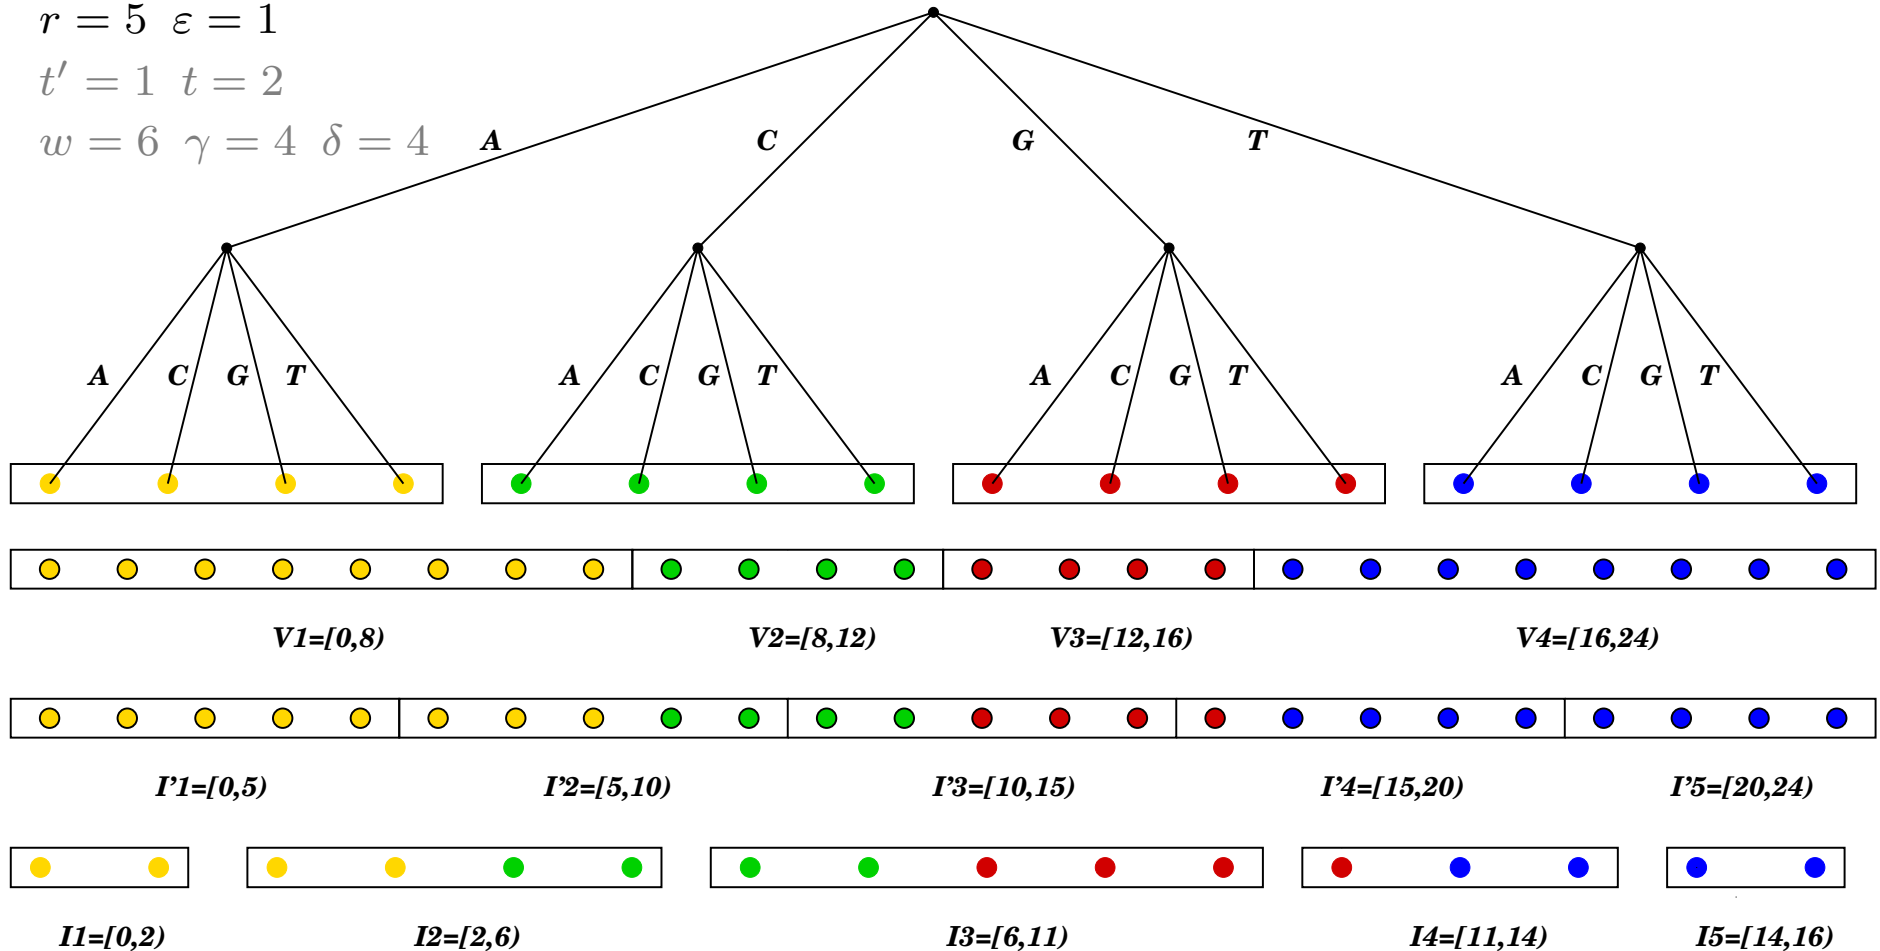 r = 5 ε = 1
t′ = 1 t = 2
w = 6 γ = 4 δ = 4
A C G T
A C G T A C G T A C G T A C G T
V1=[0,8) V2=[8,12) V3=[12,16) V4=[16,24)
I'1=[0,5) I'2=[5,10) I'3=[10,15) I'4=[15,20) I'5=[20,24)
I1=[0,2) I2=[2,6) I3=[6,11) I4=[11,14) I5=[14,16)